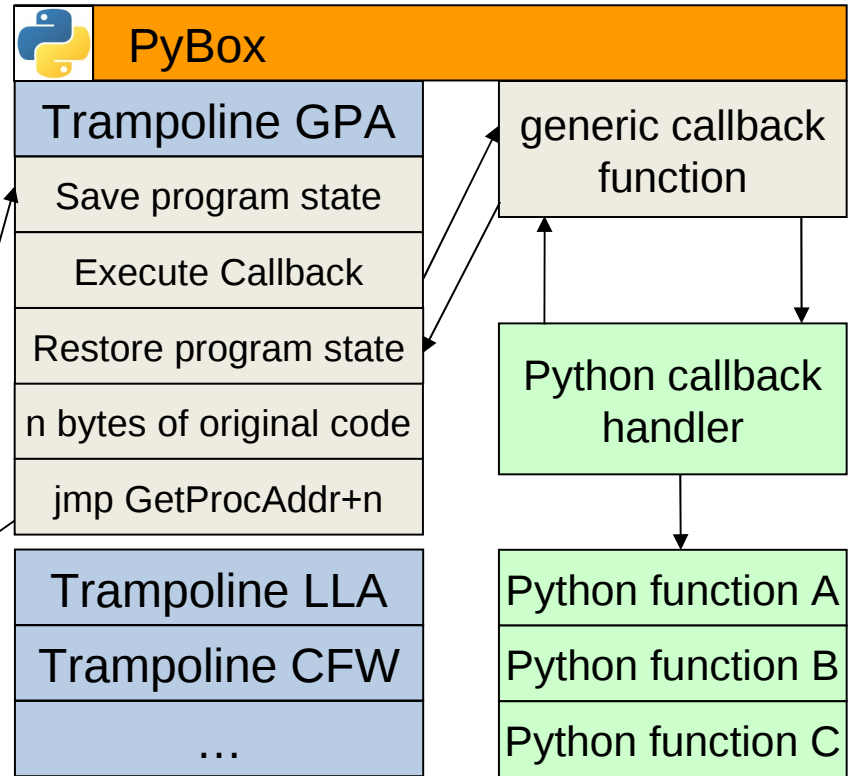 PyBox
Trampoline GPA
Save program state
Execute Callback
Restore program state
n bytes of original code
jmp GetProcAddr+n
Trampoline LLA
Trampoline CFW
…
generic callback
function
Python callback
handler
Python function A
Python function B
Python function C